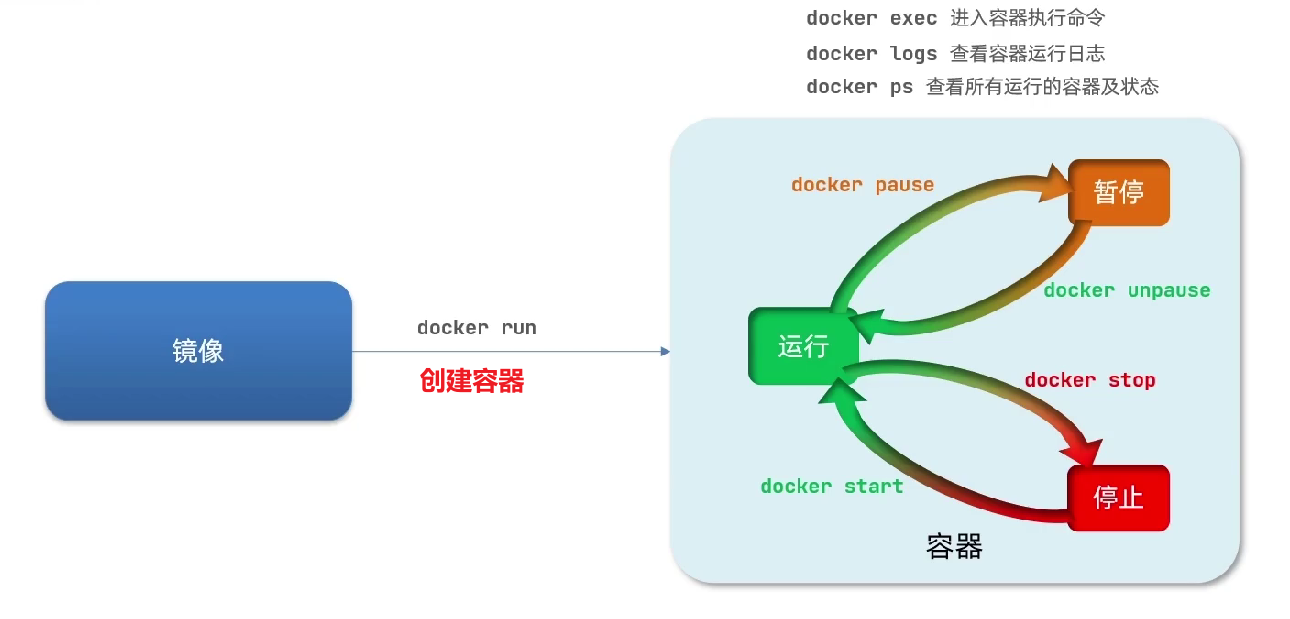 docker exec 进入容器执行命令
docker logs 查看容器运行日志
docker ps 查看所有运行的容器及状态
docker pause
暂停
docker unpause
docker run
运行
镜像
创建容器
docker stop
docker start
停止
容器